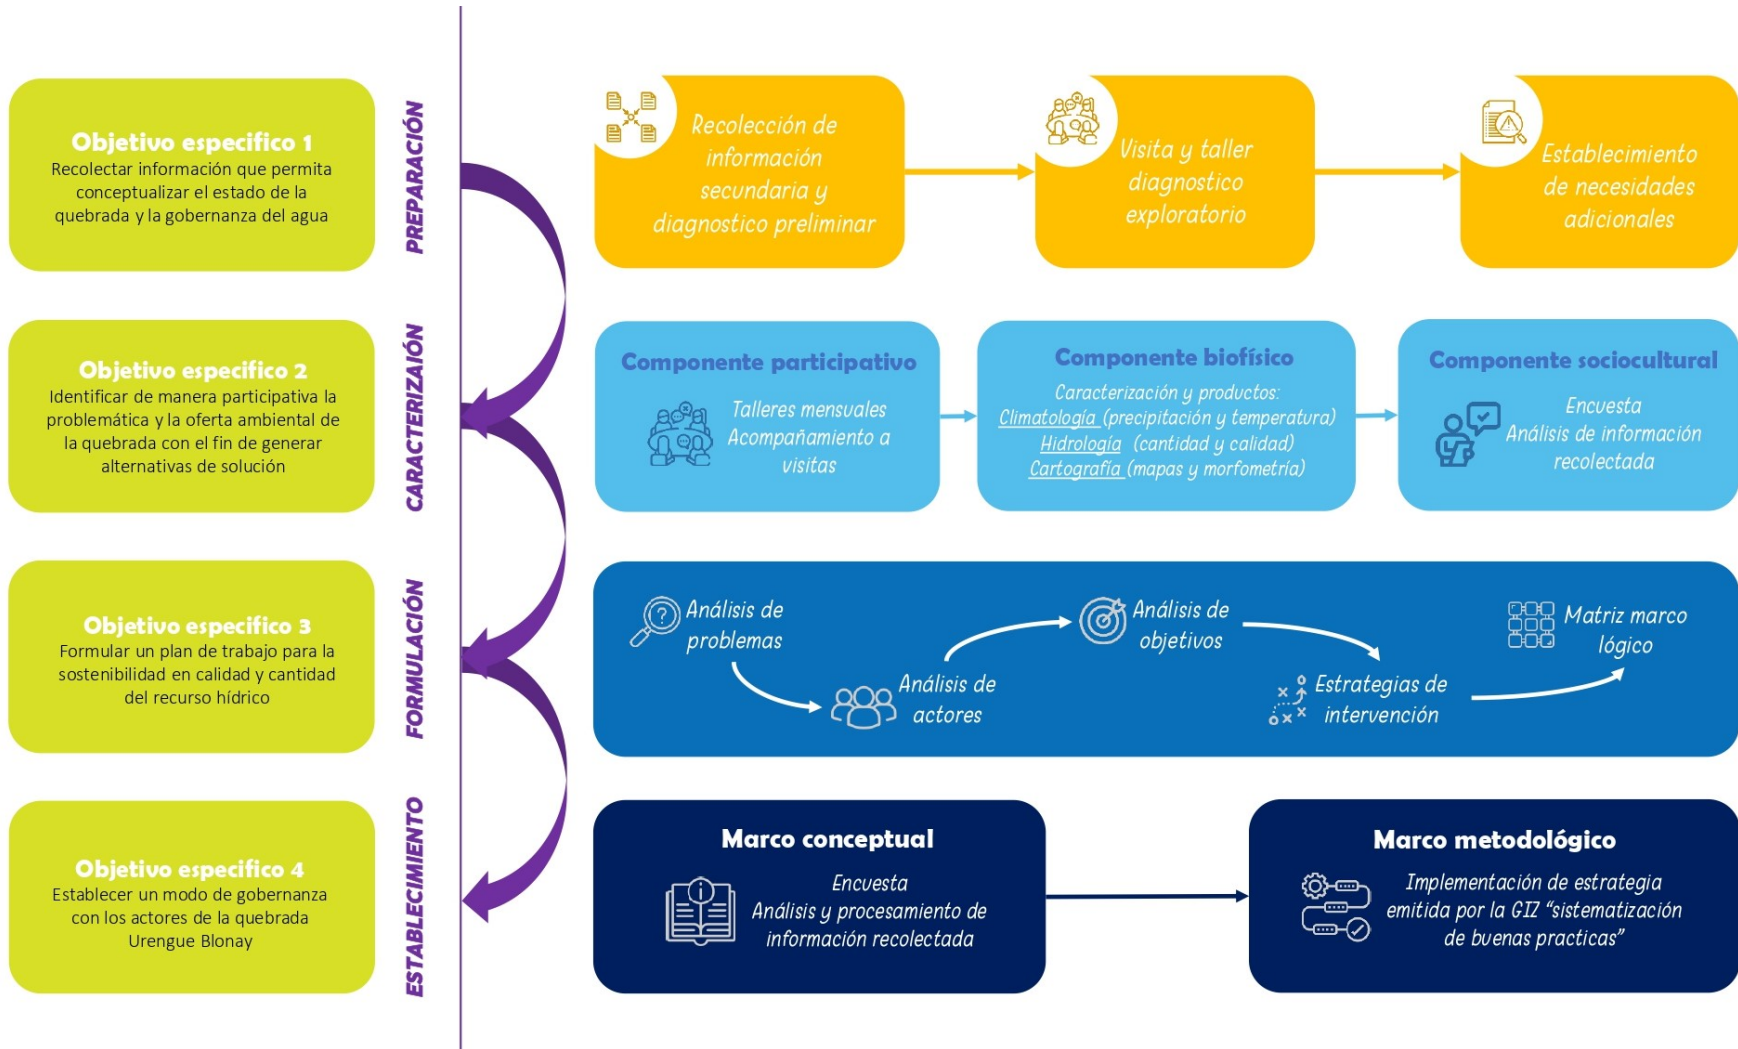 Objetivo especifico 1
Recolectar información que permita
conceptualizar el estado de la
quebrada y la gobernanza del agua
PREPARACIÓN
Recolección de
información
secundaria y
diagnostico preliminar
Visita y taller
diagnostico
exploratorio
Establecimiento
de necesidades
adicionales
Objetivo especifico 2
Identificar de manera participativa la
problemática y la oferta ambiental de
la quebrada con el fin de generar
alternativas de solución
CARACTERIZACIÓN
Componente participativo
Talleres mensuales
Acompañamiento a
visitas
Componente biofísico
Caracterización y productos:
Climatología (precipitación y temperatura)
Hidrología (cantidad y calidad)
Cartografía (mapas y morfometría)
Componente sociocultural
Encuesta
Análisis de información
recolectada
Objetivo especifico 3
Formular un plan de trabajo para la
sostenibilidad en calidad y cantidad
del recurso hídrico
FORMULACIÓN
Análisis de
problemas
Análisis de
actores
Análisis de
objetivos
Estrategias de
intervención
Matriz marco
lógico
Objetivo especifico 4
Establecer un modo de gobernanza
con los actores de la quebrada
Urengue Blonay
ESTABLECIMIENTO
Marco conceptual
Encuesta
Análisis y procesamiento de
información recolectada
Marco metodológico
Implementación de estrategia
emitida por la GIZ “sistematización
de buenas practicas”